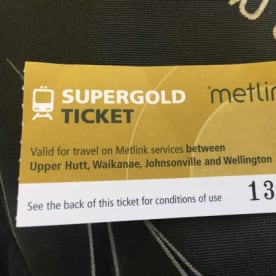 SUPERGOLD
TICKET
metlink
Valid for travel on Metlink services between
Upper Hutt, Waikanae, Johnsonville and Wellington
See the back of this ticket for conditions of use
13